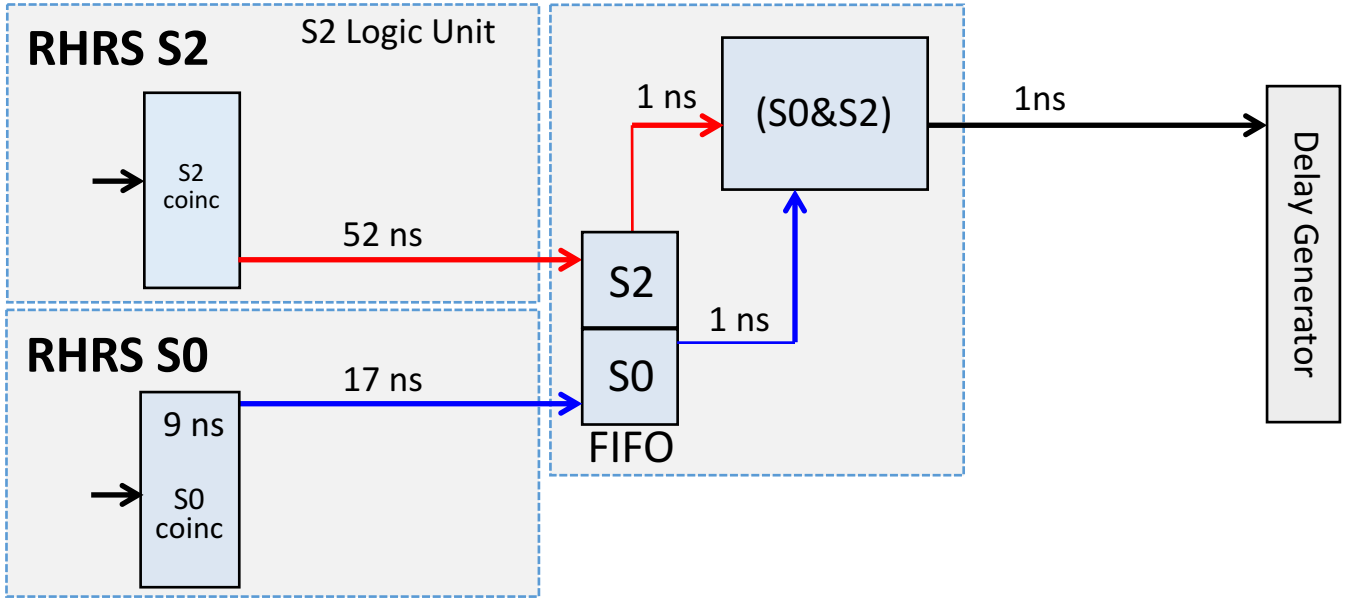 RHRS S2
S2 Logic Unit
S2
coinc
52 ns
RHRS S0
17 ns
9 ns
S0
coinc
1 ns
(S0&S2)
1ns
S2
1 ns
S0
FIFO
Delay Generator